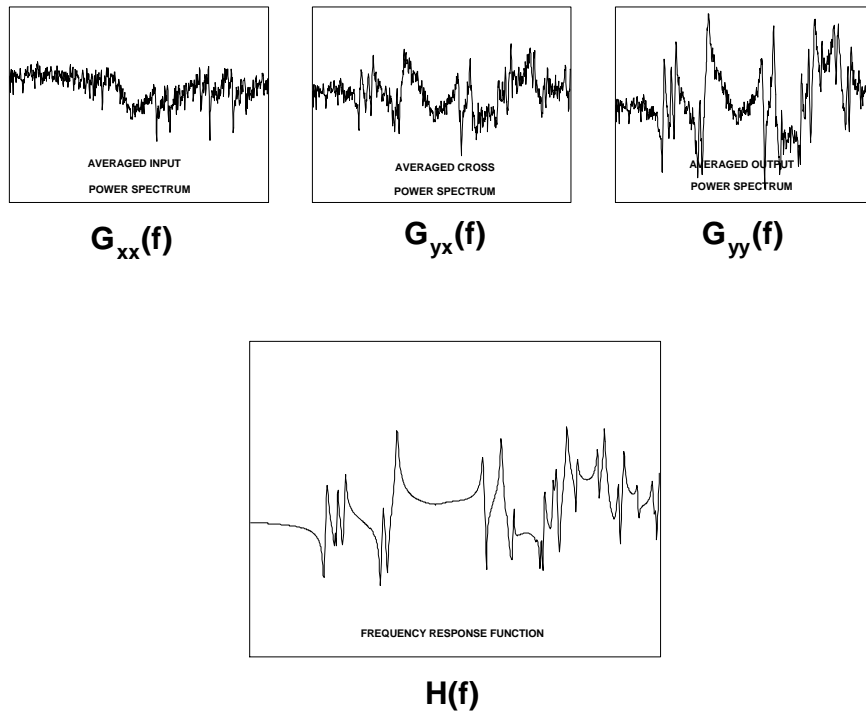 AVERAGED INPUT
POWER SPECTRUM
Gxx(f)
AVERAGED CROSS
POWER SPECTRUM
Gyx(f)
AVERAGED OUTPUT
POWER SPECTRUM
Gyy(f)
FREQUENCY RESPONSE FUNCTION
H(f)